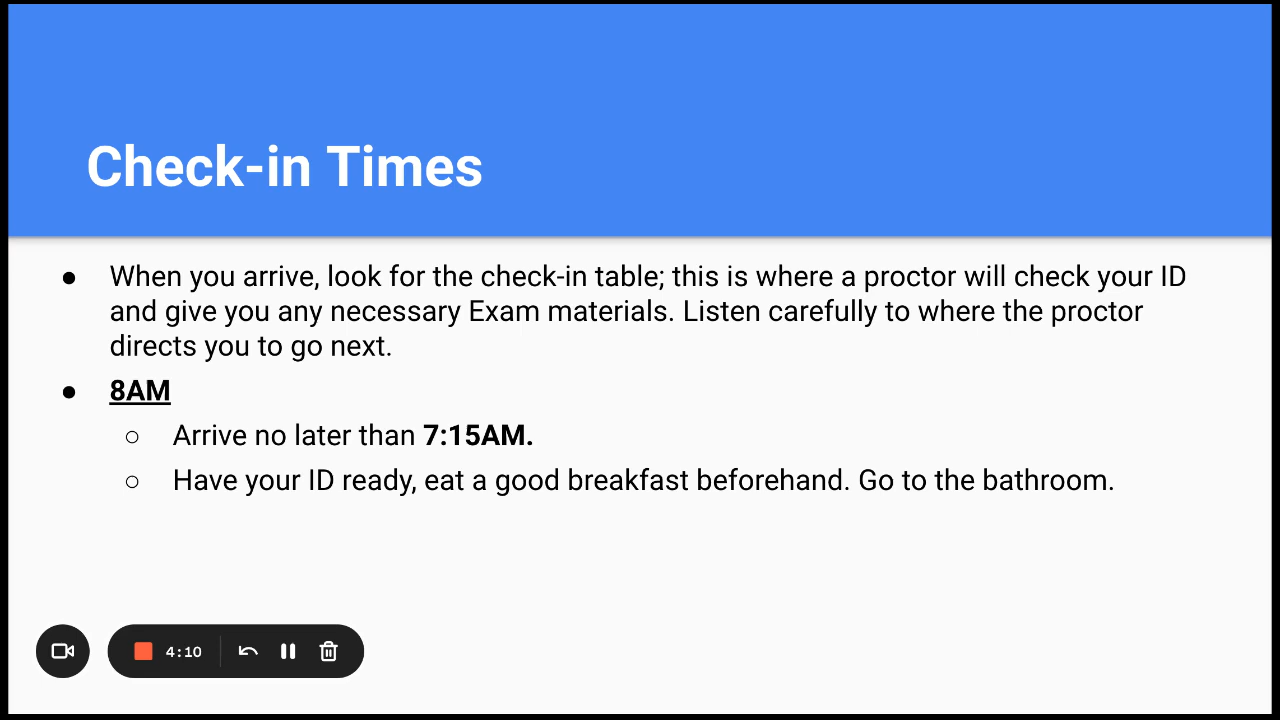 Check-in Times
● When you arrive, look for the check-in table; this is where a proctor will check your ID
and give you any necessary Exam materials. Listen carefully to where the proctor
directs you to go next.
● 8AM
○ Arrive no later than 7:15AM.
○ Have your ID ready, eat a good breakfast beforehand. Go to the bathroom.
4:10